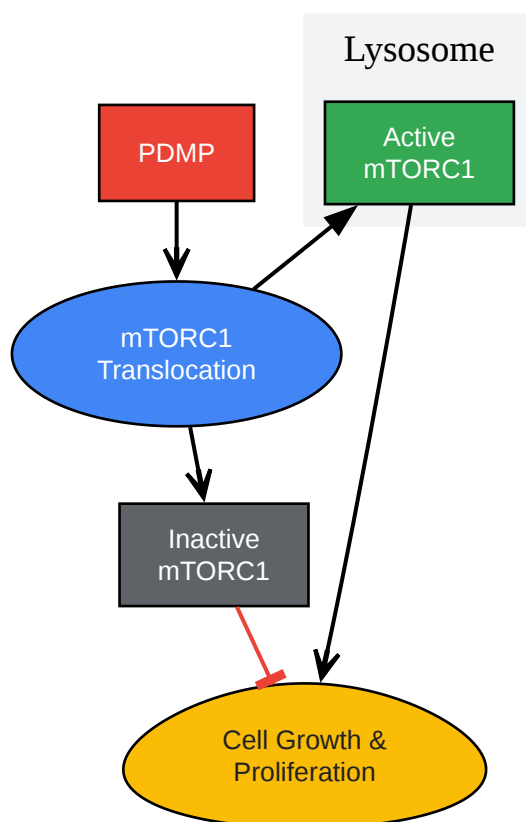 Lysosome
PDMP
Active
mTORC1
mTORC1
Translocation
Inactive
mTORC1
Cell Growth &
Proliferation